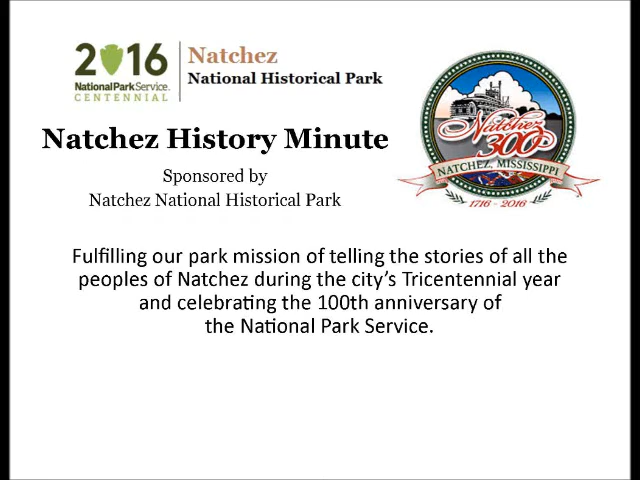 2016
National Park Service
CENTENNIAL
Natchez
National Historical Park
Natchez History Minute
Sponsored by
Natchez National Historical Park
Natchez
300
NATCHEZ, MISSISSIPPI
1716 - 2016
Fulfilling our park mission of telling the stories of all the
peoples of Natchez during the city's Tricentennial year
and celebrating the 100th anniversary of
the National Park Service.